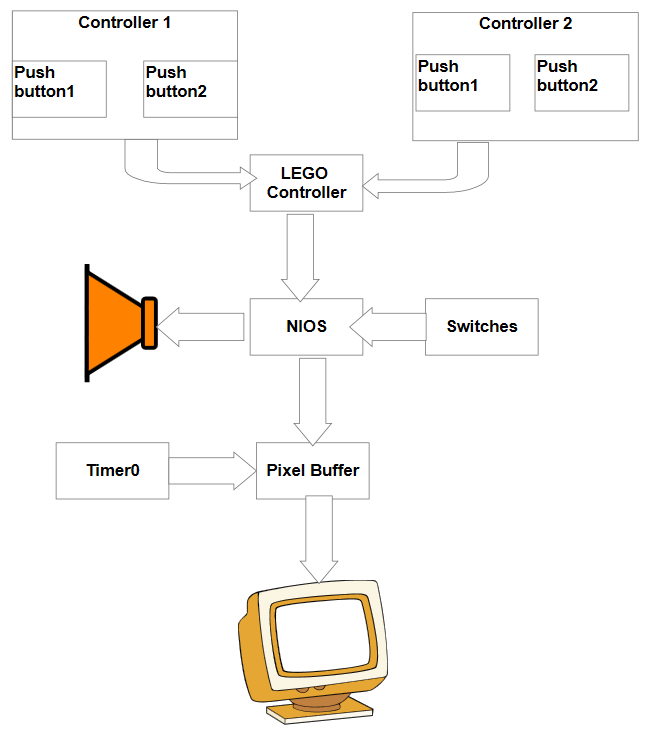 Controller 1
Push
button1
Push
button2
Controller 2
Push
button1
Push
button2
LEGO
Controller
NIOS
Switches
Timer0
Pixel Buffer